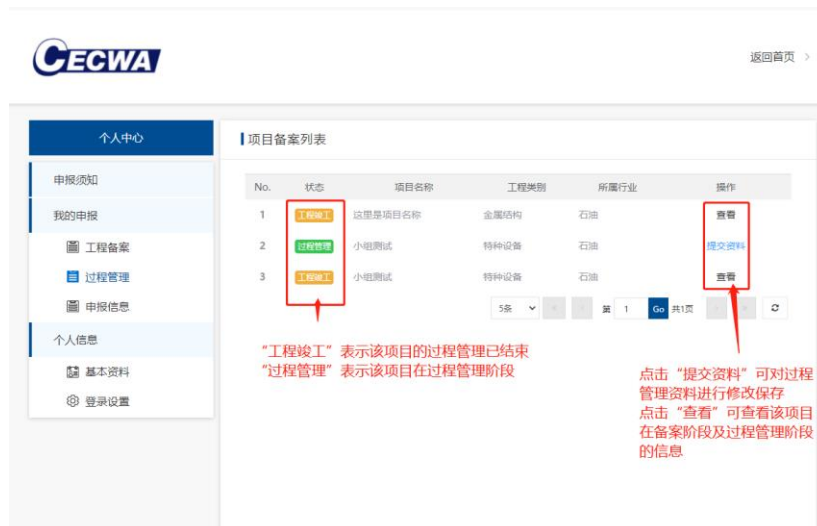 CECWA
返回首页 >
个人中心
申报须知
我的申报
工程备案
过程管理
申报信息
个人信息
基本资料
登录设置
项目备案列表
No. 状态 项目名称 工程类别 所属行业 操作
1 工程竣工 这里是项目名称 金属结构 石油 查看
2 过程管理 小组测试 特种设备 石油 提交资料
3 工程竣工 小组测试 特种设备 石油 查看
5条 第 1 Go 共1页
“工程竣工”表示该项目的过程管理已结束
“过程管理”表示该项目在过程管理阶段
点击“提交资料”可对过程
管理资料进行修改保存
点击“查看”可查看该项目
在备案阶段及过程管理阶段
的信息